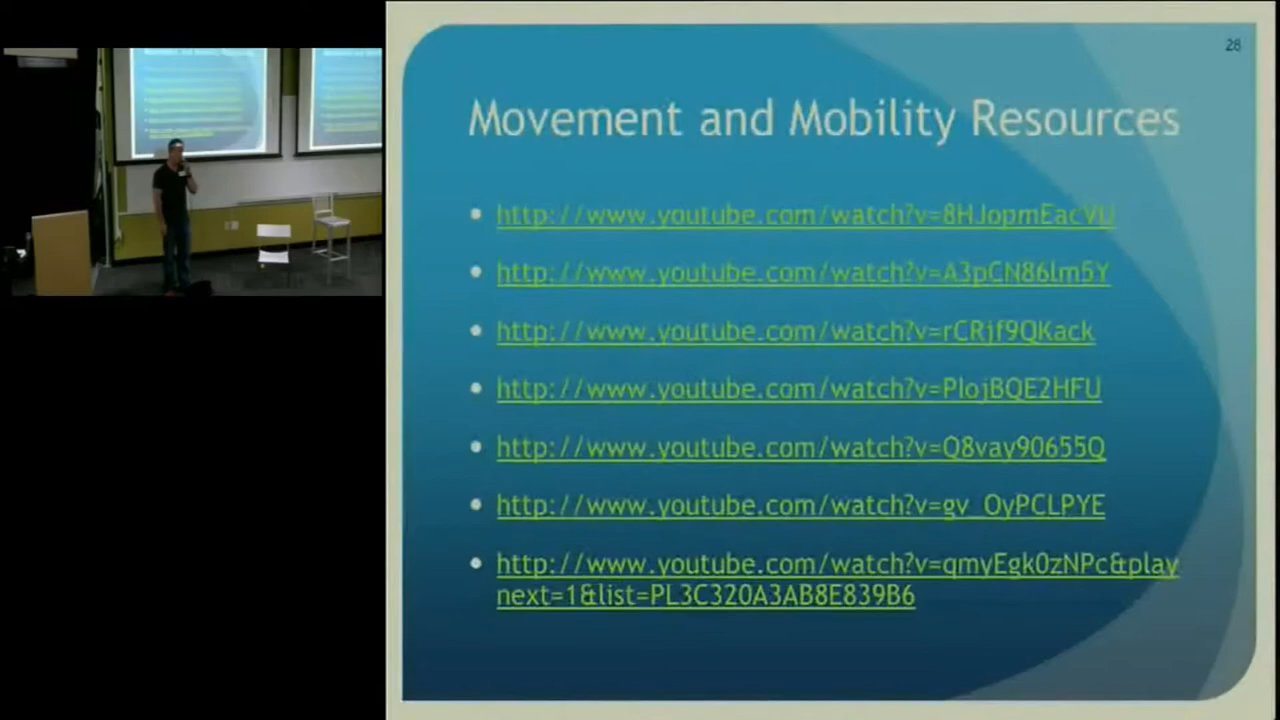 28
Movement and Mobility Resources
http://www.youtube.com/watch?v=8HJopmEacVU
http://www.youtube.com/watch?v=A3pCN86lm5Y
http://www.youtube.com/watch?v=rCRjf9QKack
http://www.youtube.com/watch?v=PIojBQE2HFU
http://www.youtube.com/watch?v=Q8vay90655Q
http://www.youtube.com/watch?v=gv_OyPCLPYE
http://www.youtube.com/watch?v=qmyEgk0zNPc&play
next=1&list=PL3C320A3AB8E839B6